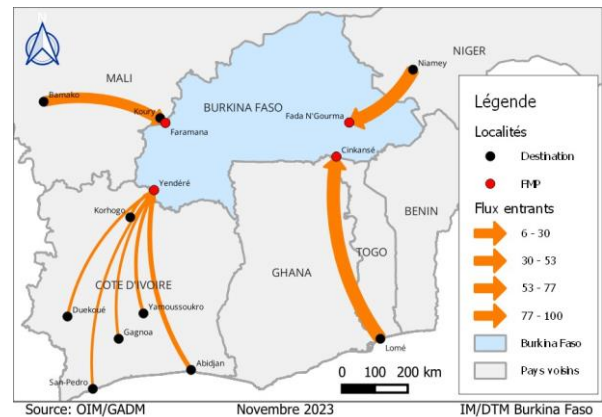 N
MALI
NIGER
Niamey
Bamako
Koury
BURKINA FASO
Faramana
Fada N'Gourma
Cinkansé
Yendéré
Korhogo
BENIN
TOGO
GHANA
COTE D'IVOIRE
Duekoué
Yamoussoukro
Gagnoa
Abidjan
San-Pedro
Lomé
0 100 200 km
Légende
Localités
Destination
FMP
Flux entrants
6 - 30
30 - 53
53 - 77
77 - 100
Burkina Faso
Pays voisins
Source: OIM/GADM Novembre 2023 IM/DTM Burkina Faso